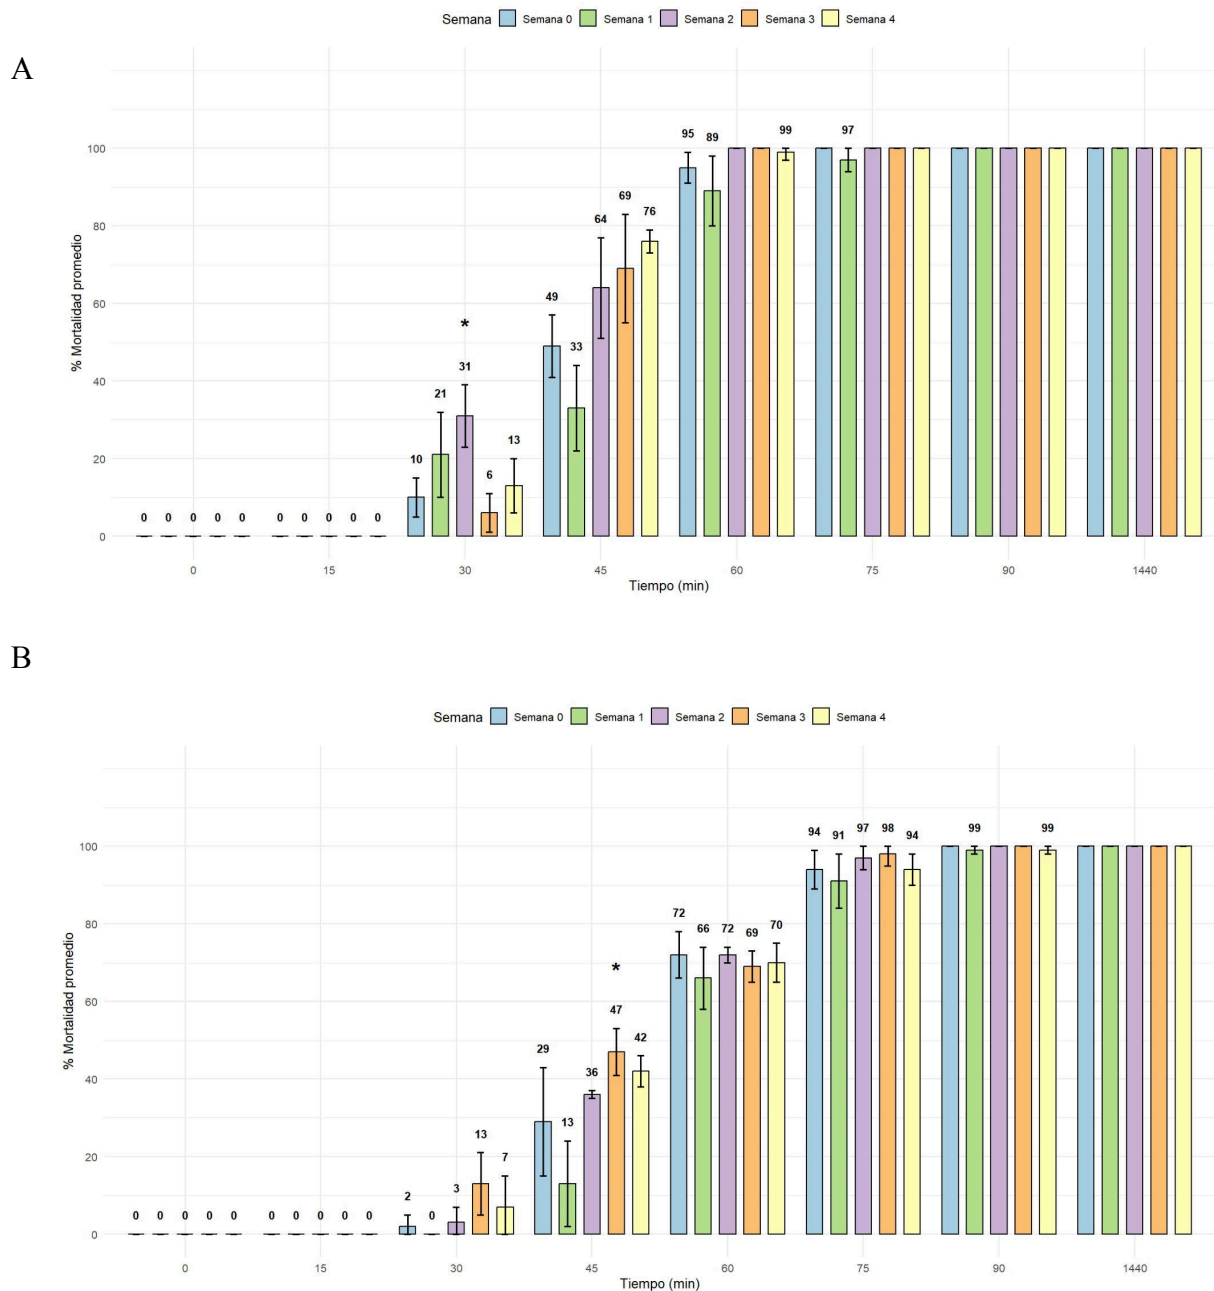 Semana Semana 0 Semana 1 Semana 2 Semana 3 Semana 4
A
% Mortalidad promedio
100
80
60
40
20
0
0 0 0 0 0 0 0 0 0 0
10 21 31 6 13
*
49 33 64 69 76
95 89 99
97
0 15 30 45 60 75 90 1440
Tiempo (min)
B
Semana Semana 0 Semana 1 Semana 2 Semana 3 Semana 4
% Mortalidad promedio
100
80
60
40
20
0
0 0 0 0 0 0 0 0 0 0
2 0 3 13 7
29 13 36 47 42
*
72 66 72 69 70
94 91 97 98 94
99 99
0 15 30 45 60 75 90 1440
Tiempo (min)